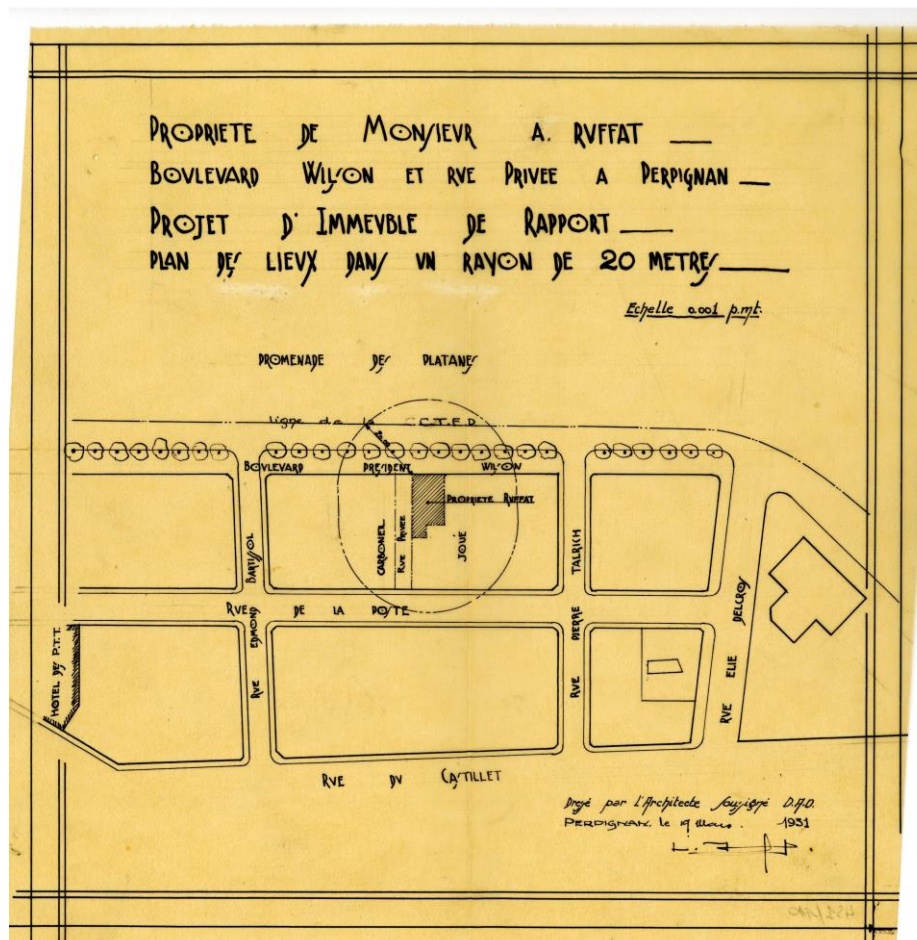 PROPRIETE DE MONSIEUR A. RUFFAT
BOULEVARD WILSON ET RUE PRIVEE A PERPIGNAN
PROJET D'IMMEUBLE DE RAPPORT
PLAN DES LIEUX DANS UN RAYON DE 20 METRES
Echelle 0.001 p.mt.
PROMENADE DES PLATANES
ligne de la C.T.F.P.
BOULEVARD PRESIDENT WILSON
PROPRIETE RUFFAT
CARBONEL
RUE PRIVEE
JOUÉ
RUE EDMOND BARTISSOL
RUE PIERRE TALRICH
RUE ELIE DELCROS
RUE DE LA POSTE
HOTEL DES P.T.T.
RUE DU CASTILLET
Dressé par l'Architecte soussigné D.P.O.
PERPIGNAN, le 19 Mars. 1931